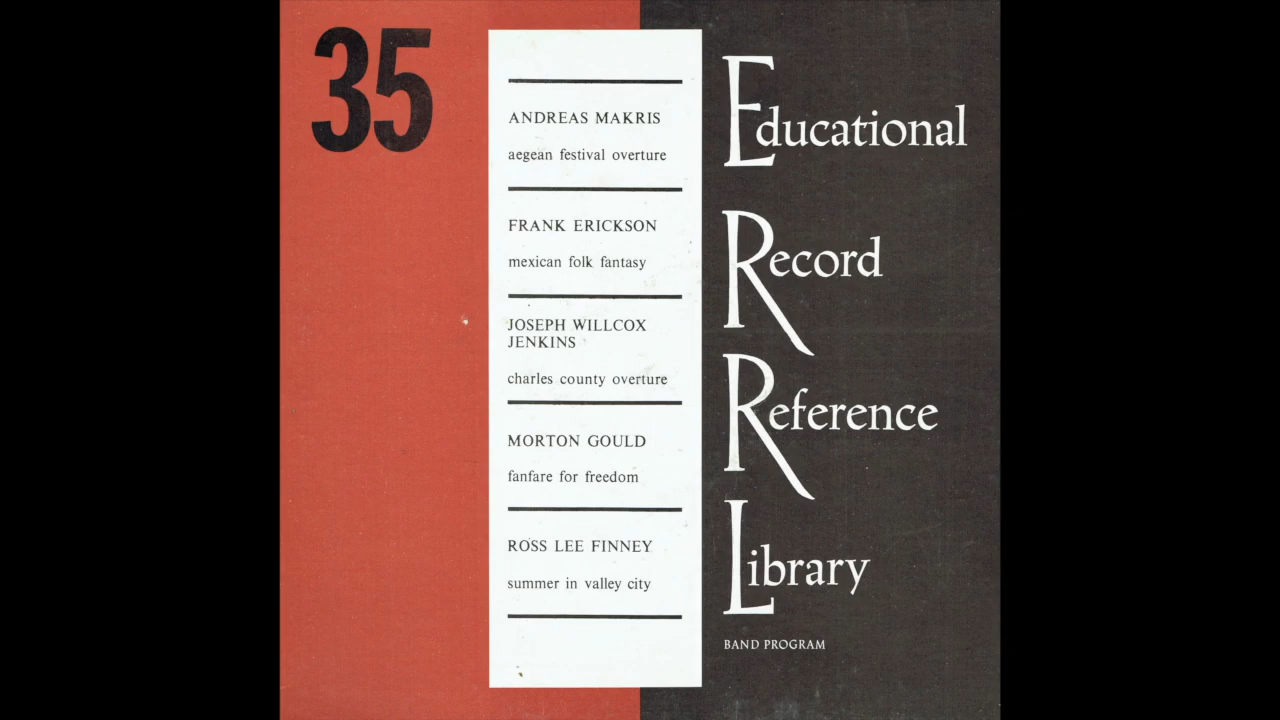 35
ANDREAS MAKRIS
aegean festival overture
FRANK ERICKSON
mexican folk fantasy
JOSEPH WILLCOX
JENKINS
charles county overture
MORTON GOULD
fanfare for freedom
ROSS LEE FINNEY
summer in valley city
Educational
Record
Reference
Library
BAND PROGRAM